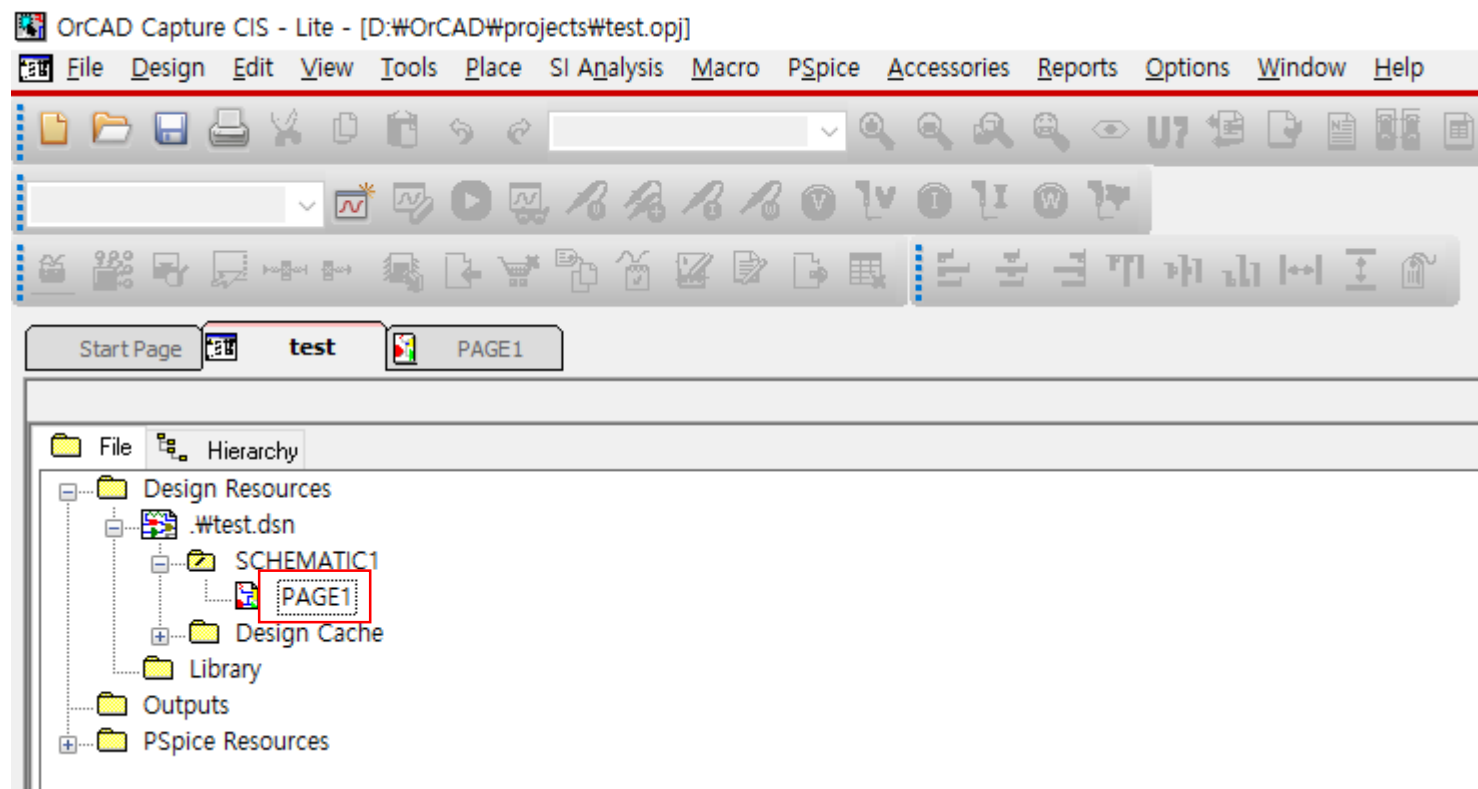 OrCAD Capture CIS - Lite - [D:₩OrCAD₩projects₩test.opj]
File Design Edit View Tools Place SI Analysis Macro PSpice Accessories Reports Options Window Help
U?
V V I I W
Start Page test PAGE1
File Hierarchy
Design Resources
.₩test.dsn
SCHEMATIC1
PAGE1
Design Cache
Library
Outputs
PSpice Resources